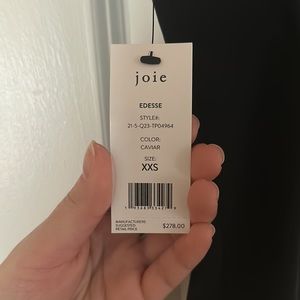 joie
EDESSE
STYLE#:
21-5-Q23-TP04964
COLOR:
CAVIAR
SIZE:
XXS
MANUFACTURERS
SUGGESTED
RETAIL PRICE
$278.00